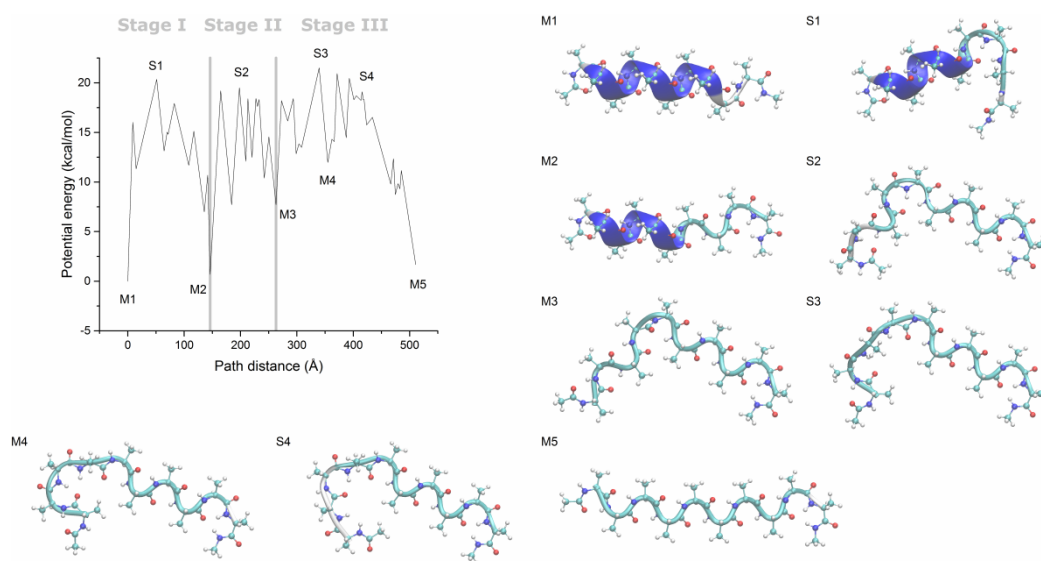 Stage I Stage II Stage III
S1
S2
S3
S4
M4
M3
M1
M2
M5
20
15
10
5
0
-5
Potential energy (kcal/mol)
0 100 200 300 400 500
Path distance (Å)
M1
S1
M2
S2
M3
S3
M4
S4
M5